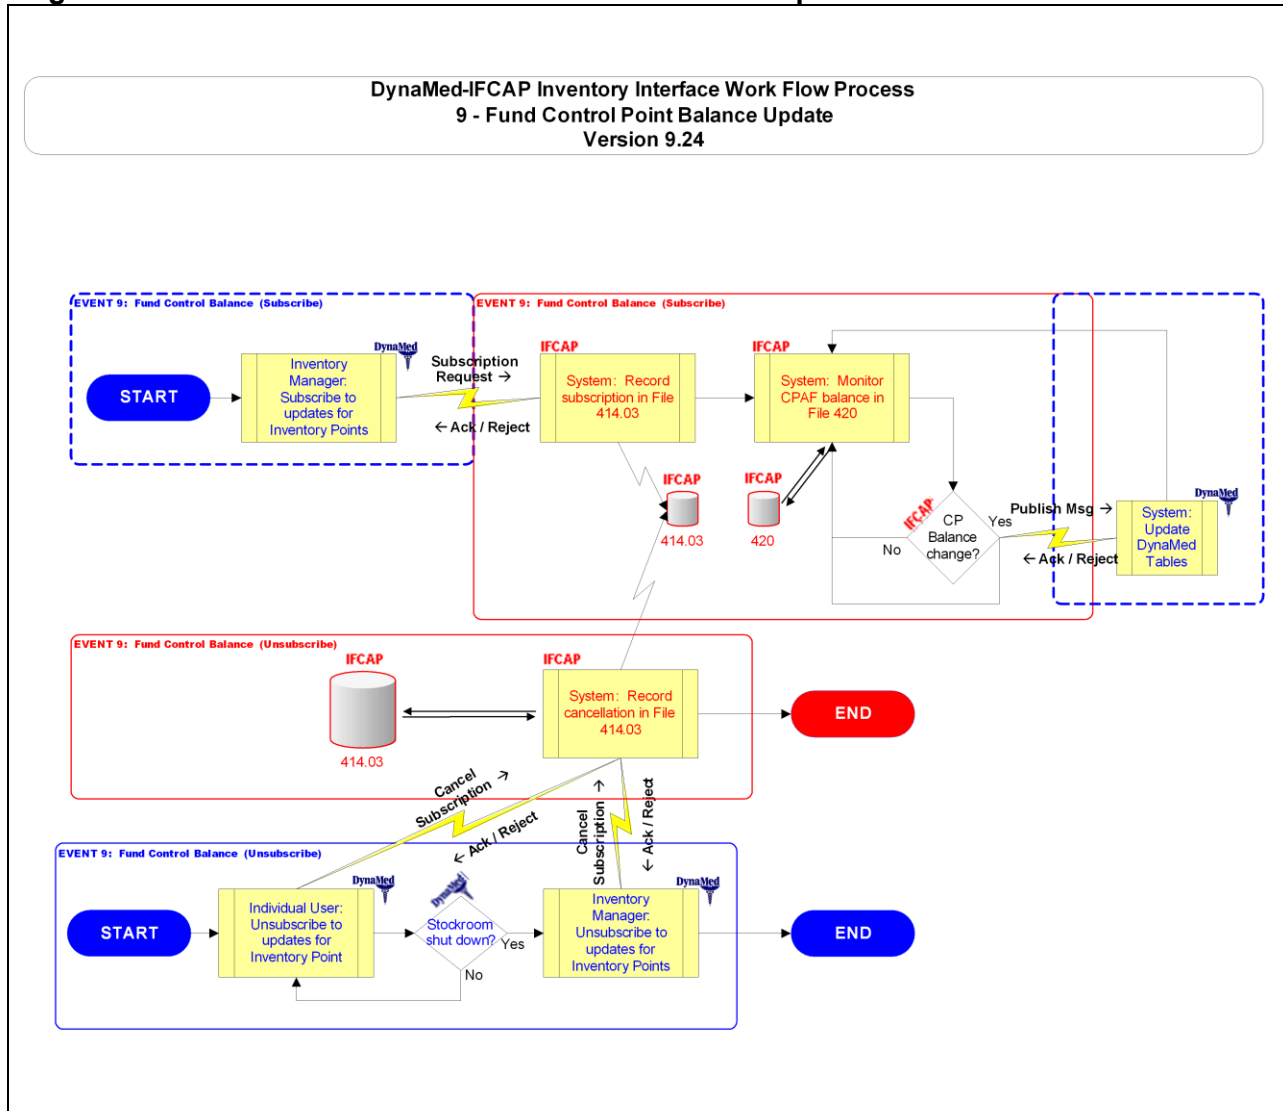 DynaMed-IFCAP Inventory Interface Work Flow Process
9 - Fund Control Point Balance Update
Version 9.24
EVENT 9: Fund Control Balance (Subscribe)
EVENT 9: Fund Control Balance (Subscribe)
START
DynaMed
Inventory
Manager:
Subscribe to
updates for
Inventory Points
Subscription
Request →
← Ack / Reject
IFCAP
System: Record
subscription in File
414.03
IFCAP
System: Monitor
CPAF balance in
File 420
IFCAP
414.03
IFCAP
420
IFCAP
CP
Balance
change?
No
Yes
Publish Msg →
← Ack / Reject
DynaMed
System:
Update
DynaMed
Tables
EVENT 9: Fund Control Balance (Unsubscribe)
IFCAP
414.03
IFCAP
System: Record
cancellation in File
414.03
END
Cancel
Subscription →
← Ack / Reject
Cancel
Subscription →
← Ack / Reject
EVENT 9: Fund Control Balance (Unsubscribe)
START
DynaMed
Individual User:
Unsubscribe to
updates for
Inventory Point
DynaMed
Stockroom
shut down?
Yes
No
DynaMed
Inventory
Manager:
Unsubscribe to
updates for
Inventory Points
END